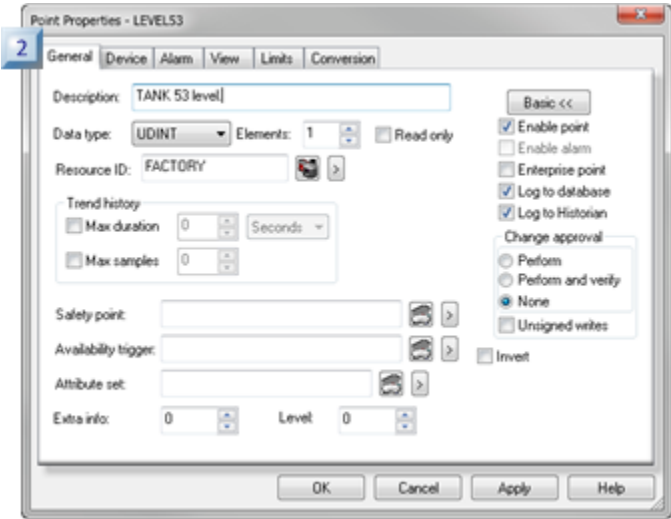 Point Properties - LEVEL53
2
General Device Alarm View Limits Conversion
Description: TANK 53 level
Basic <<
Data type: UDINT Elements: 1 Read only
Enable point
Enable alarm
Resource ID: FACTORY >
Enterprise point
Log to database
Log to Historian
Trend history
Max duration 0 Seconds
Max samples 0
Change approval
Perform
Perform and verify
None
Unsigned writes
Safety point: >
Availability trigger: >
Invert
Attribute set: >
Extra info: 0 Level: 0
OK Cancel Apply Help